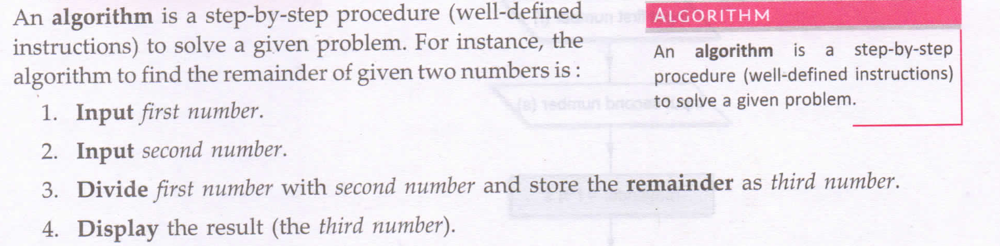 An algorithm is a step-by-step procedure (well-defined
instructions) to solve a given problem. For instance, the
algorithm to find the remainder of given two numbers is :
1. Input first number.
2. Input second number.
3. Divide first number with second number and store the remainder as third number.
4. Display the result (the third number).
ALGORITHM
An algorithm is a step-by-step
procedure (well-defined instructions)
to solve a given problem.